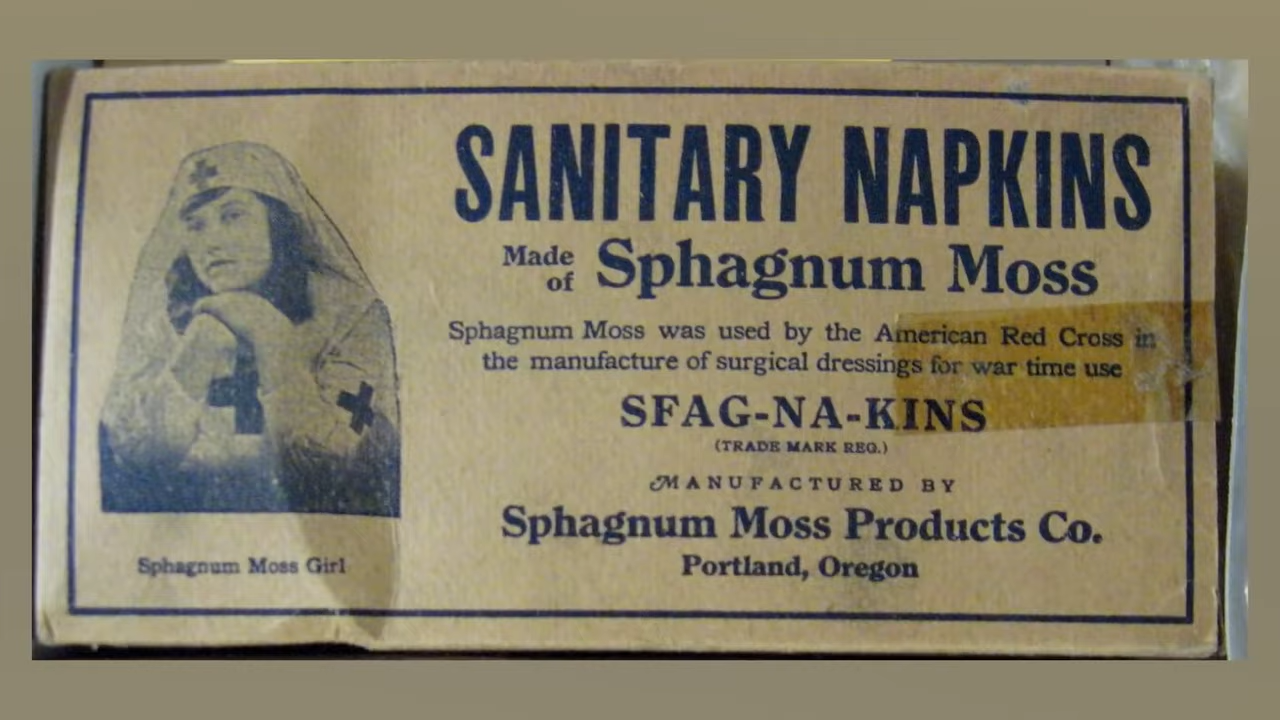 SANITARY NAPKINS
Made of Sphagnum Moss
Sphagnum Moss was used by the American Red Cross in
the manufacture of surgical dressings for war time use
SFAG-NA-KINS
(TRADE MARK REG.)
MANUFACTURED BY
Sphagnum Moss Products Co.
Portland, Oregon
Sphagnum Moss Girl